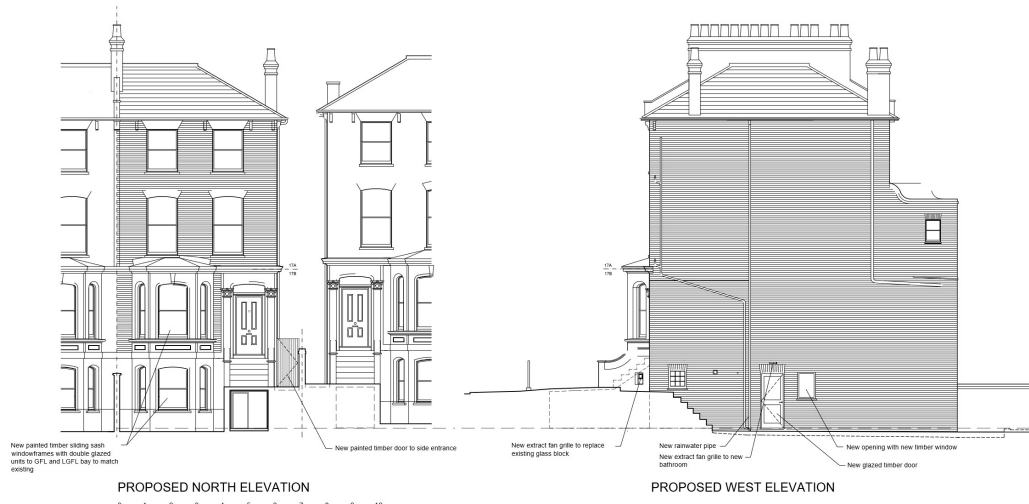 17A
17B
17A
17B
New painted timber sliding sash
windowframes with double glazed
units to GFL and LGFL bay to match
existing
New painted timber door to side entrance
New extract fan grille to replace
existing glass block
New rainwater pipe
New extract fan grille to new
bathroom
New opening with new timber window
New glazed timber door
PROPOSED NORTH ELEVATION
PROPOSED WEST ELEVATION